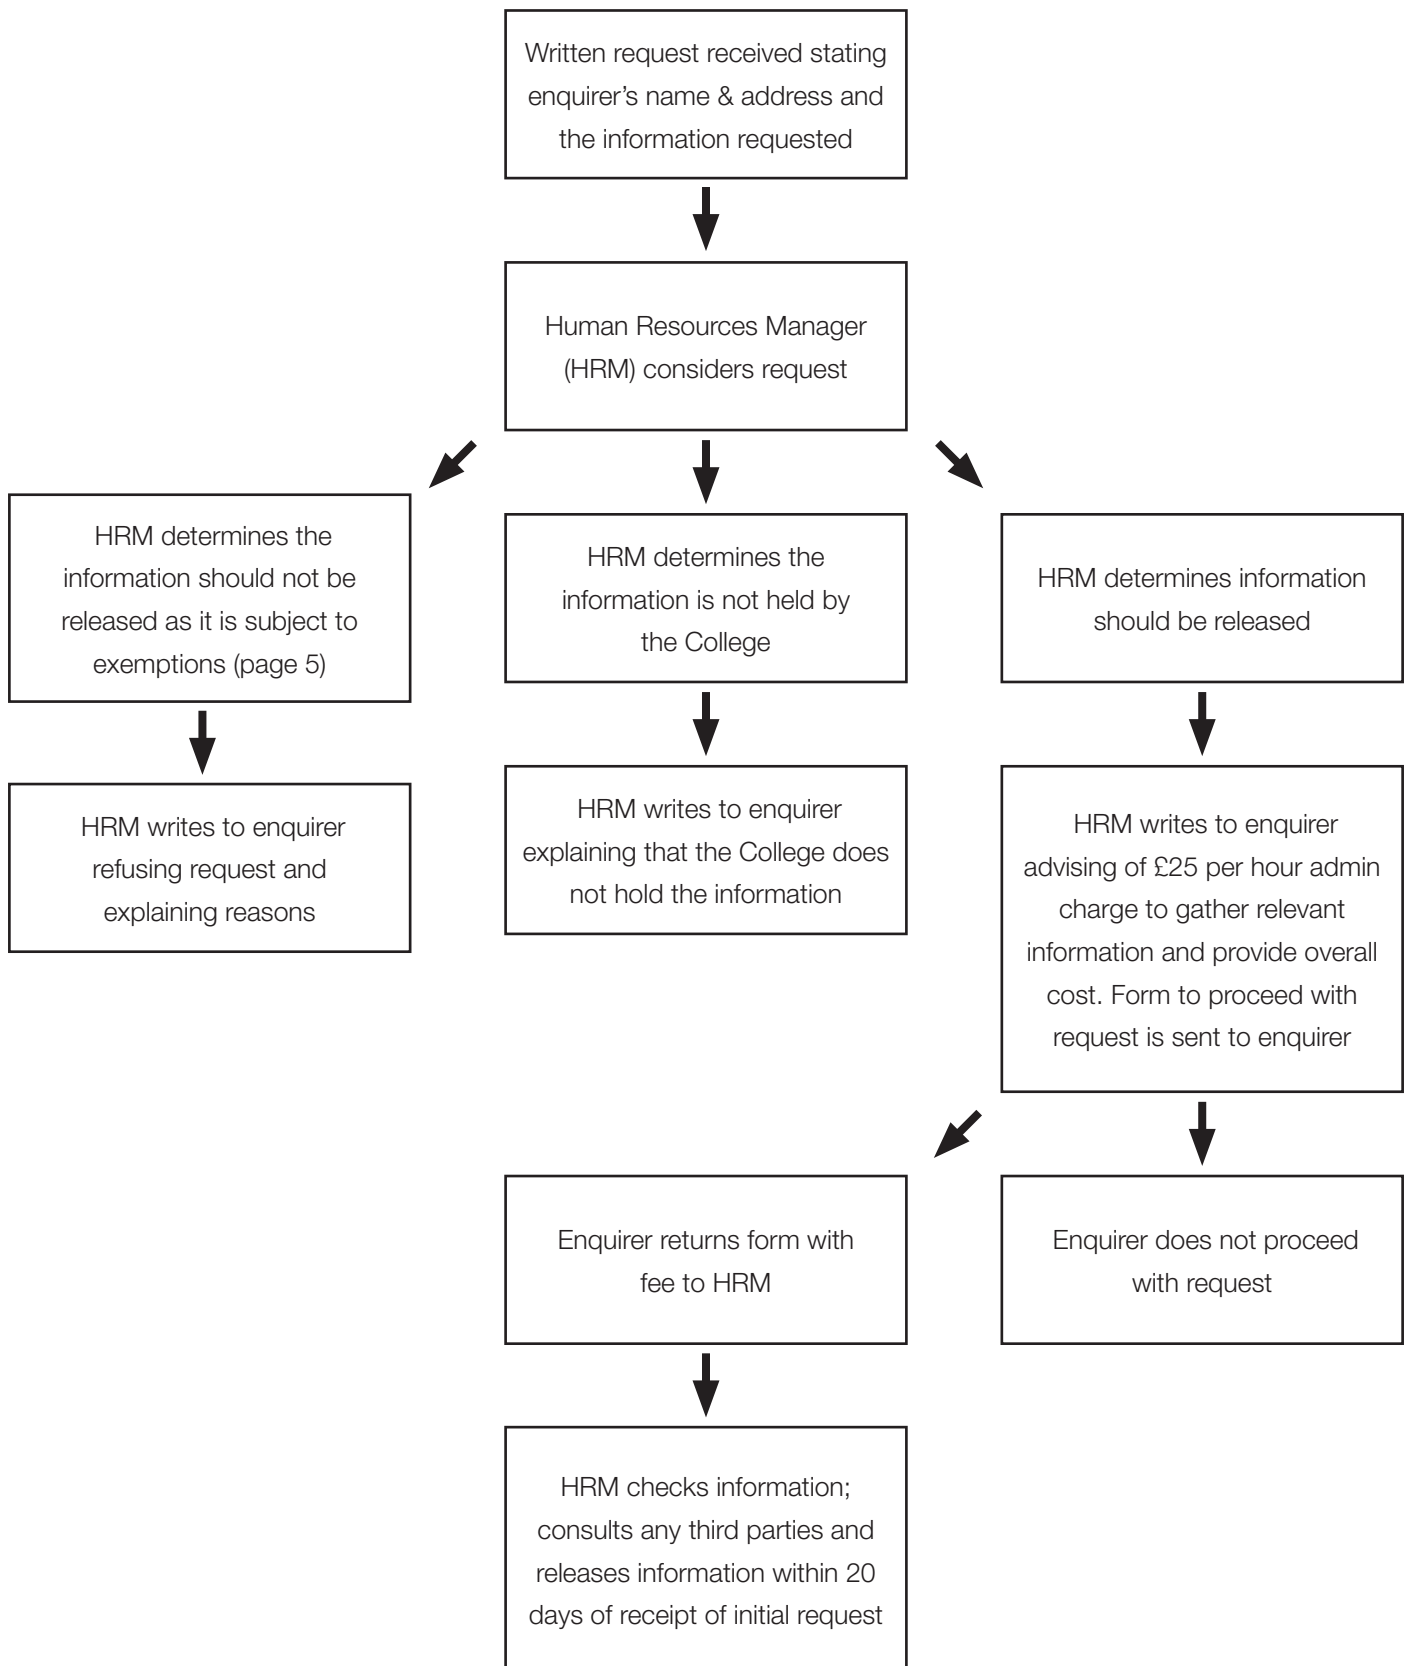 Written request received stating
enquirer’s name & address and
the information requested
Human Resources Manager
(HRM) considers request
HRM determines the
information should not be
released as it is subject to
exemptions (page 5)
HRM determines the
information is not held by
the College
HRM determines information
should be released
HRM writes to enquirer
refusing request and
explaining reasons
HRM writes to enquirer
explaining that the College does
not hold the information
HRM writes to enquirer
advising of £25 per hour admin
charge to gather relevant
information and provide overall
cost. Form to proceed with
request is sent to enquirer
Enquirer returns form with
fee to HRM
Enquirer does not proceed
with request
HRM checks information;
consults any third parties and
releases information within 20
days of receipt of initial request